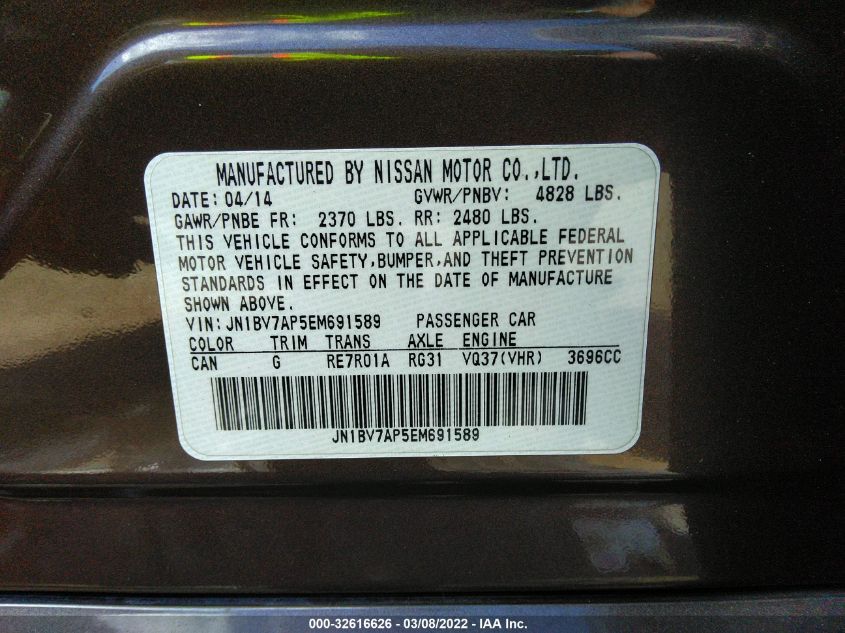 MANUFACTURED BY NISSAN MOTOR CO.,LTD.
DATE: 04/14 GVWR/PNBV: 4828 LBS.
GAWR/PNBE FR: 2370 LBS. RR: 2480 LBS.
THIS VEHICLE CONFORMS TO ALL APPLICABLE FEDERAL
MOTOR VEHICLE SAFETY,BUMPER,AND THEFT PREVENTION
STANDARDS IN EFFECT ON THE DATE OF MANUFACTURE
SHOWN ABOVE.
VIN: JN1BV7AP5EM691589 PASSENGER CAR
COLOR TRIM TRANS AXLE ENGINE
CAN G RE7R01A RG31 VQ37(VHR) 3696CC
JN1BV7AP5EM691589
000-32616626 - 03/08/2022 - IAA Inc.